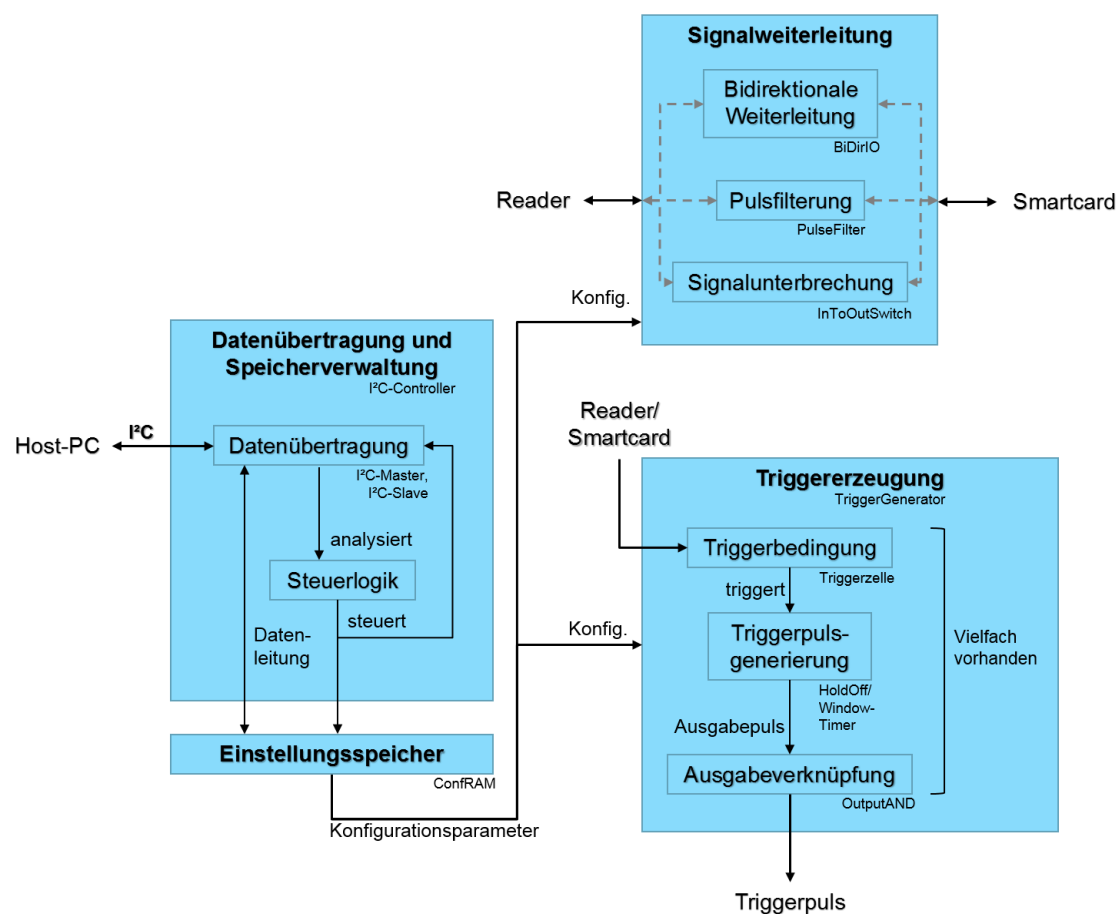 Signalweiterleitung
Bidirektionale
Weiterleitung
BiDirIO
Reader
Pulsfilterung
PulseFilter
Smartcard
Signalunterbrechung
InToOutSwitch
Konfig.
Datenübertragung und
Speicherverwaltung
I²C-Controller
Host-PC
I²C
Datenübertragung
I²C-Master,
I²C-Slave
analysiert
Steuerlogik
steuert
Daten-
leitung
Einstellungsspeicher
ConfRAM
Konfigurationsparameter
Konfig.
Reader/
Smartcard
Triggererzeugung
TriggerGenerator
Triggerbedingung
Triggerzelle
triggert
Triggerpuls-
generierung
HoldOff/
Window-
Timer
Ausgabepuls
Ausgabeverknüpfung
OutputAND
Vielfach
vorhanden
Triggerpuls